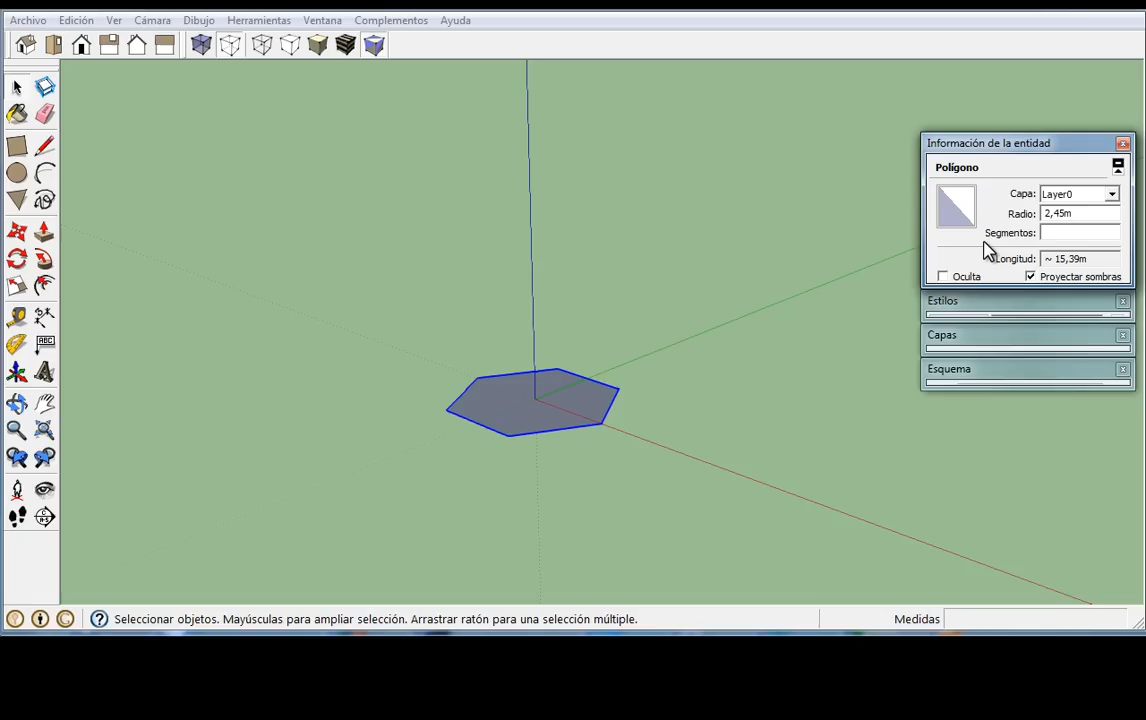 Archivo Edición Ver Cámara Dibujo Herramientas Ventana Complementos Ayuda
Información de la entidad
Polígono
Capa: Layer0
Radio: 2,45m
Segmentos:
Longitud: ~ 15,39m
Oculta Proyectar sombras
Estilos
Capas
Esquema
ABC
Seleccionar objetos. Mayúsculas para ampliar selección. Arrastrar ratón para una selección múltiple. Medidas